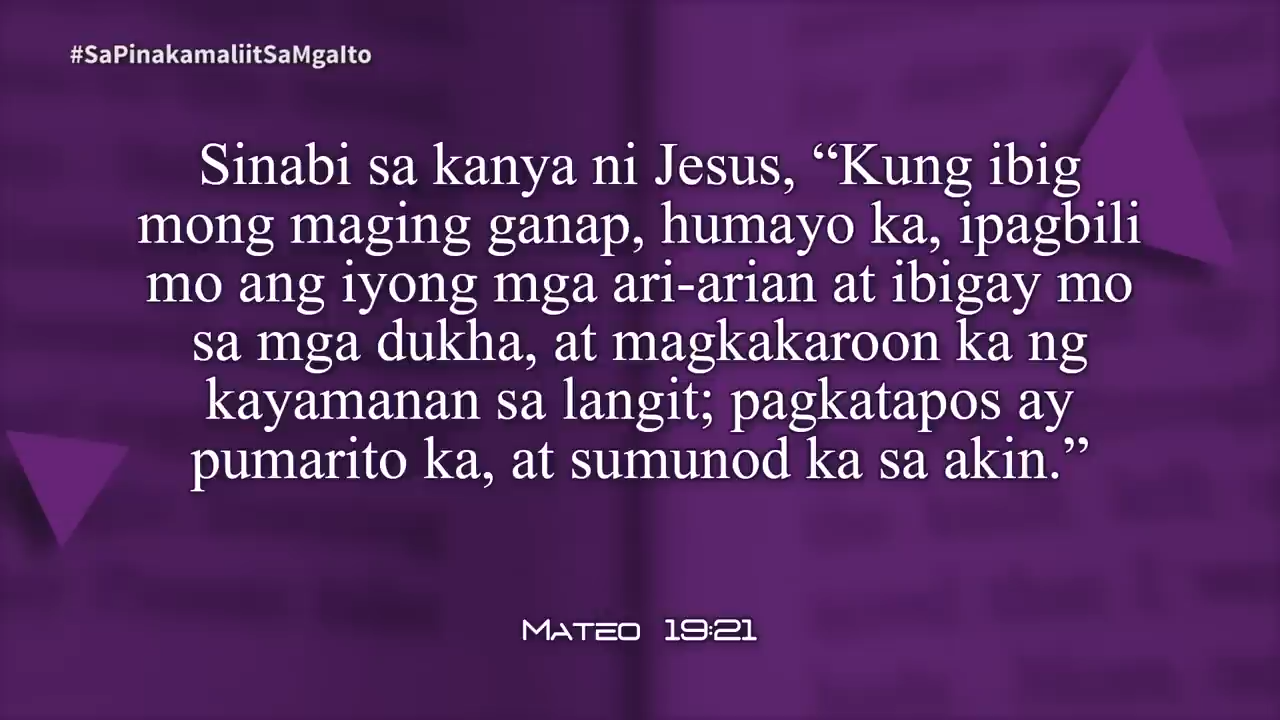 #SaPinakamaliitSaMgaIto
Sinabi sa kanya ni Jesus, “Kung ibig
mong maging ganap, humayo ka, ipagbili
mo ang iyong mga ari-arian at ibigay mo
sa mga dukha, at magkakaroon ka ng
kayamanan sa langit; pagkatapos ay
pumarito ka, at sumunod ka sa akin.”
Mateo 19:21